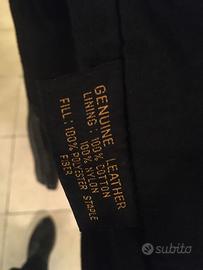 GENUINE LEATHER
LINING : 100% COTTON
100% NYLON
FILL : 100% POLYESTER STAPLE
FIBER
subito